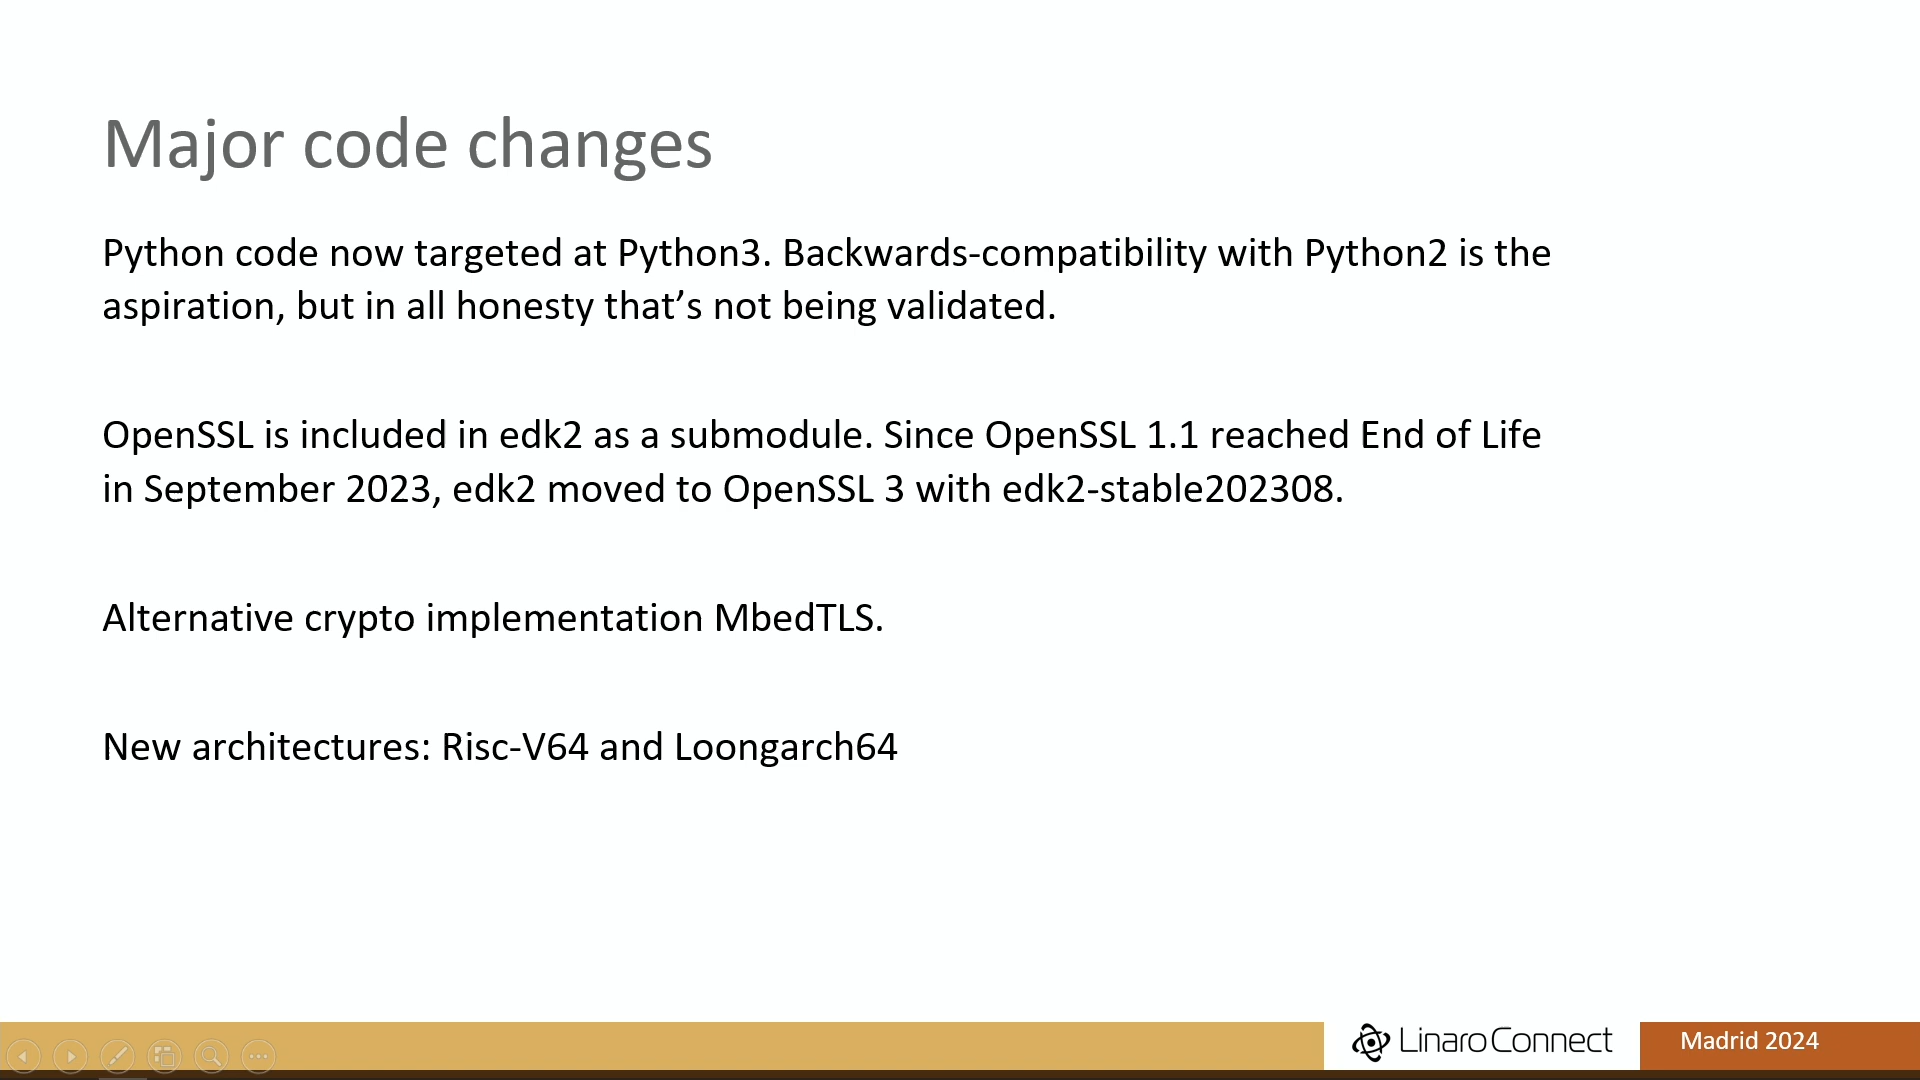 Major code changes
Python code now targeted at Python3. Backwards-compatibility with Python2 is the
aspiration, but in all honesty that’s not being validated.
OpenSSL is included in edk2 as a submodule. Since OpenSSL 1.1 reached End of Life
in September 2023, edk2 moved to OpenSSL 3 with edk2-stable202308.
Alternative crypto implementation MbedTLS.
New architectures: Risc-V64 and Loongarch64
Linaro Connect
Madrid 2024